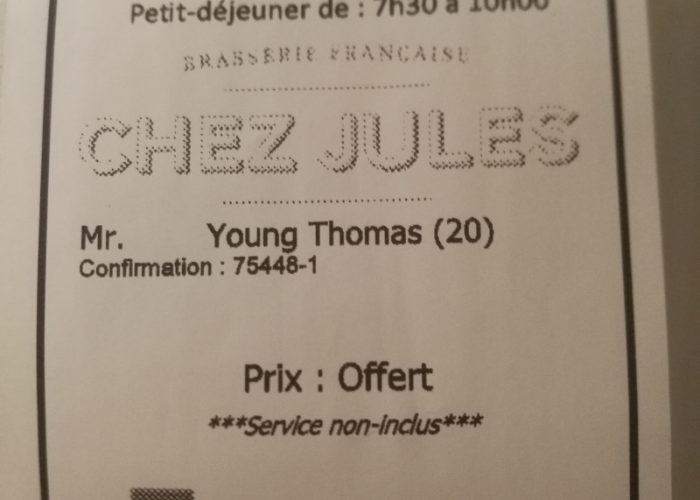 Petit-déjeuner de : 7h30 à 10h00
BRASSERIE FRANÇAISE
CHEZ JULES
Mr. Young Thomas (20)
Confirmation : 75448-1
Prix : Offert
***Service non-inclus***